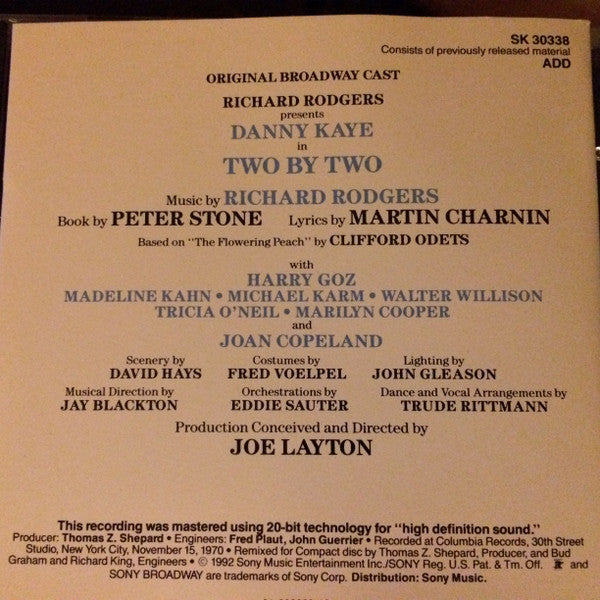 SK 30338
Consists of previously released material
ADD
ORIGINAL BROADWAY CAST
RICHARD RODGERS
presents
DANNY KAYE
in
TWO BY TWO
Music by RICHARD RODGERS
Book by PETER STONE Lyrics by MARTIN CHARNIN
Based on "The Flowering Peach" by CLIFFORD ODETS
with
HARRY GOZ
MADELINE KAHN • MICHAEL KARM • WALTER WILLISON
TRICIA O'NEIL • MARILYN COOPER
and
JOAN COPELAND
Scenery by Costumes by Lighting by
DAVID HAYS FRED VOELPEL JOHN GLEASON
Musical Direction by Orchestrations by Dance and Vocal Arrangements by
JAY BLACKTON EDDIE SAUTER TRUDE RITTMANN
Production Conceived and Directed by
JOE LAYTON
This recording was mastered using 20-bit technology for "high definition sound."
Producer: Thomas Z. Shepard • Engineers: Fred Plaut, John Guerrier • Recorded at Columbia Records, 30th Street
Studio, New York City, November 15, 1970 • Remixed for Compact disc by Thomas Z. Shepard, Producer, and Bud
Graham and Richard King, Engineers • © 1992 Sony Music Entertainment Inc./SONY Reg. U.S. Pat. & Tm. Off. and
SONY BROADWAY are trademarks of Sony Corp. Distribution: Sony Music.